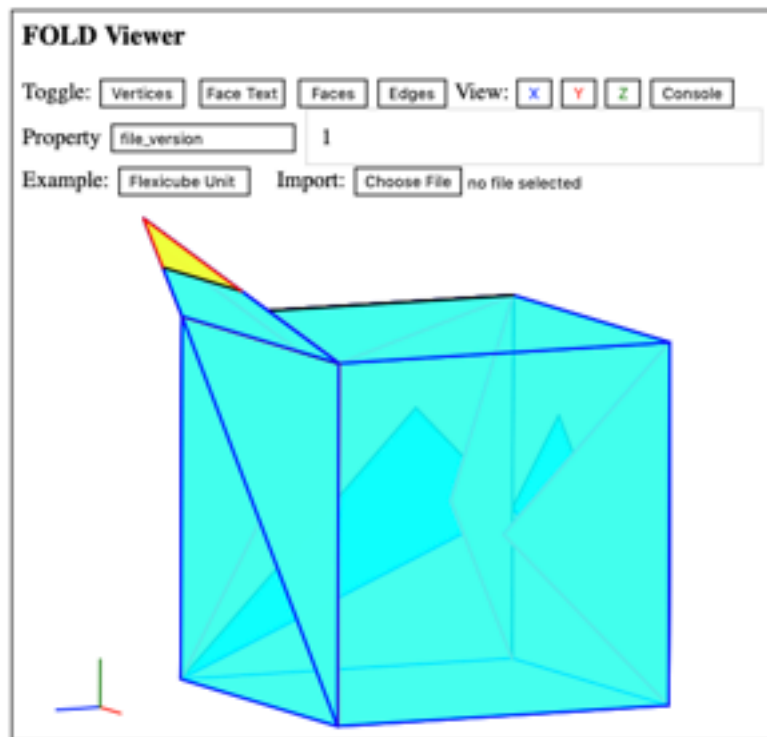 FOLD Viewer
Toggle: Vertices Face Text Faces Edges View: X Y Z Console
Property file_version 1
Example: Flexicube Unit Import: Choose File no file selected